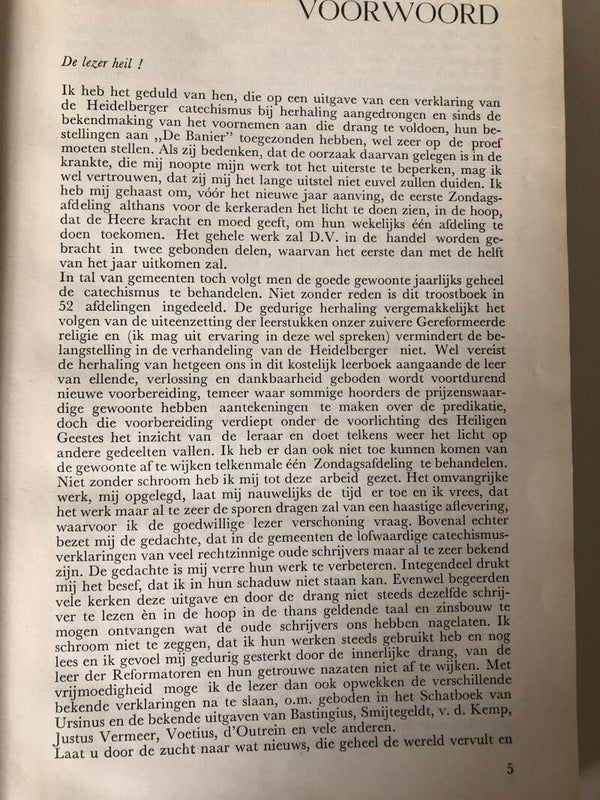 VOORWOORD
De lezer heil !
Ik heb het geduld van hen, die op een uitgave van een verklaring van
de Heidelberger catechismus bij herhaling aangedrongen en sinds de
bekendmaking van het voornemen aan die drang te voldoen, hun be-
stellingen aan „De Banier” toegezonden hebben, wel zeer op de proef
moeten stellen. Als zij bedenken, dat de oorzaak daarvan gelegen is in de
krankte, die mij noopte mijn werk tot het uiterste te beperken, mag ik
wel vertrouwen, dat zij mij het lange uitstel niet euvel zullen duiden. Ik
heb mij gehaast om, vóór het nieuwe jaar aanving, de eerste Zondags-
afdeling althans voor de kerkeraden het licht te doen zien, in de hoop,
dat de Heere kracht en moed geeft, om hun wekelijks één afdeling te
doen toekomen. Het gehele werk zal D.V. in de handel worden ge-
bracht in twee gebonden delen, waarvan het eerste dan met de helft
van het jaar uitkomen zal.
In tal van gemeenten toch volgt men de goede gewoonte jaarlijks geheel
de catechismus te behandelen. Niet zonder reden is dit troostboek in
52 afdelingen ingedeeld. De gedurige herhaling vergemakkelijkt het
volgen van de uiteenzetting der leerstukken onzer zuivere Gereformeerde
religie en (ik mag uit ervaring in deze wel spreken) vermindert de be-
langstelling in de verhandeling van de Heidelberger niet. Wel vereist
de herhaling van hetgeen ons in dit kostelijk leerboek aangaande de leer
van ellende, verlossing en dankbaarheid geboden wordt voortdurend
nieuwe voorbereiding, temeer waar sommige hoorders de prijzenswaar-
dige gewoonte hebben aantekeningen te maken over de predikatie,
doch die voorbereiding verdiept onder de voorlichting des Heiligen
Geestes het inzicht van de leraar en doet telkens weer het licht op
andere gedeelten vallen. Ik heb er dan ook niet toe kunnen komen van
de gewoonte af te wijken telkenmale één Zondagsafdeling te behandelen.
Niet zonder schroom heb ik mij tot deze arbeid gezet. Het omvangrijke
werk, mij opgelegd, laat mij nauwelijks de tijd er toe en ik vrees, dat
het werk maar al te zeer de sporen dragen zal van een haastige aflevering,
waarvoor ik de goedwillige lezer verschoning vraag. Bovenal echter
bezet mij de gedachte, dat in de gemeenten de lofwaardige catechismus-
verklaringen van veel rechtzinnige oude schrijvers maar al te zeer bekend
zijn. De gedachte is mij verre hun werk te verbeteren. Integendeel drukt
mij het besef, dat ik in hun schaduw niet staan kan. Evenwel begeerden
vele kerken deze uitgave en door de drang niet steeds dezelfde schrij-
ver te lezen èn in de hoop in de thans geldende taal en zinsbouw te
mogen ontvangen wat de oude schrijvers ons hebben nagelaten. Ik
schroom niet te zeggen, dat ik hun werken steeds gebruikt heb en nog
lees en ik gevoel mij gedurig gesterkt door de innerlijke drang, van de
leer der Reformatoren en hun getrouwe nazaten niet af te wijken. Met
vrijmoedigheid moge ik de lezer dan ook opwekken de verschillende
bekende verklaringen na te slaan, o.m. geboden in het Schatboek van
Ursinus en de bekende uitgaven van Bastingius, Smijtegeldt, v. d. Kemp,
Justus Vermeer, Voetius, d'Outrein en vele anderen.
Laat u door de zucht naar wat nieuws, die geheel de wereld vervult en
5